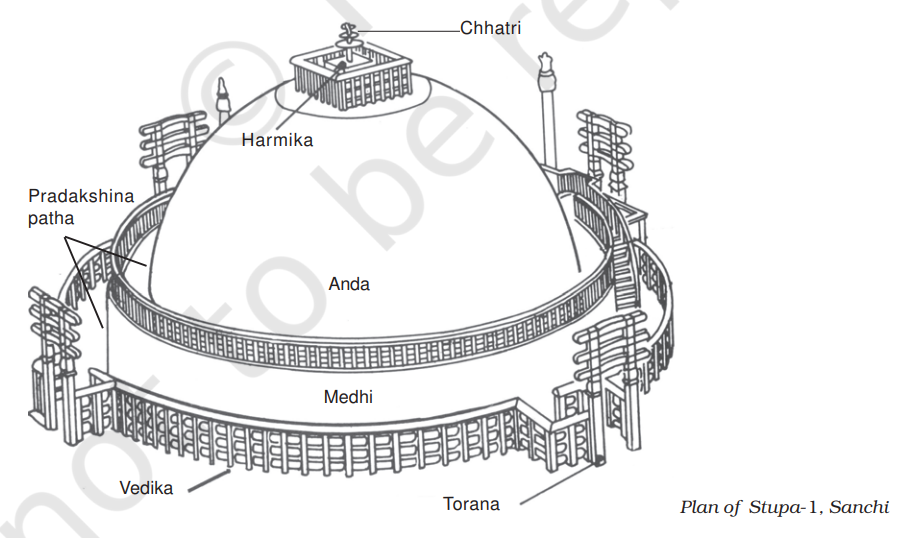 Chhatri
Harmika
Pradakshina
patha
Anda
Medhi
Vedika
Torana
Plan of Stupa-1, Sanchi
© not to be re